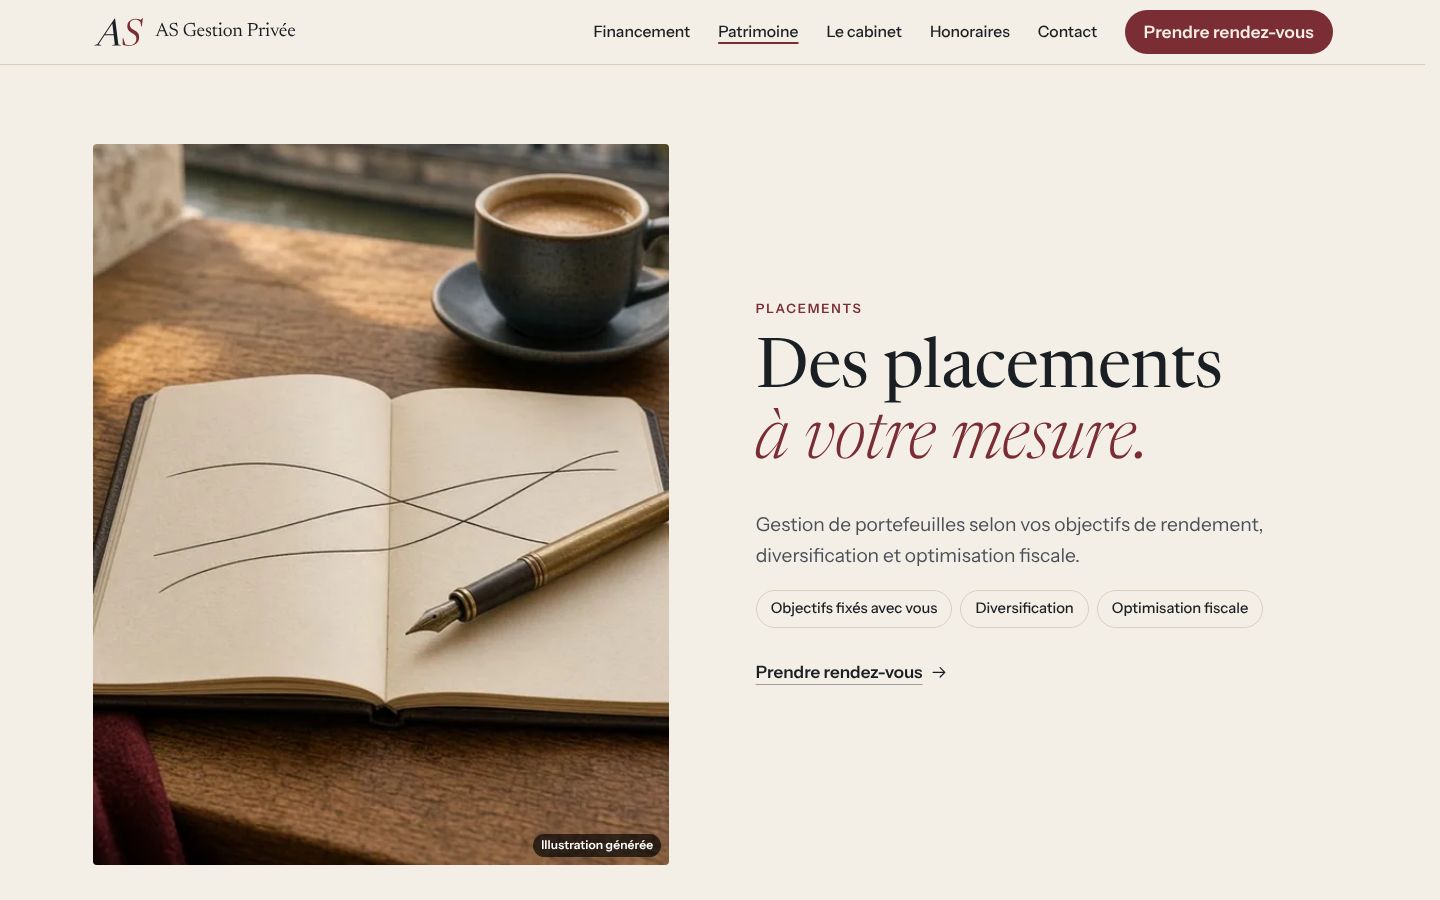 AS AS Gestion Privée
Financement Patrimoine Le cabinet Honoraires Contact Prendre rendez-vous
PLACEMENTS
Des placements
à votre mesure.
Gestion de portefeuilles selon vos objectifs de rendement,
diversification et optimisation fiscale.
Objectifs fixés avec vous Diversification Optimisation fiscale
Prendre rendez-vous →
Illustration générée